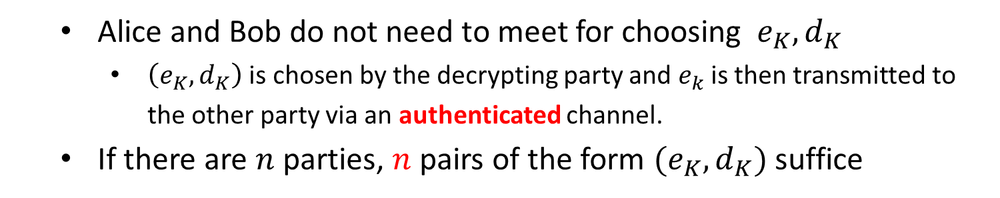 • Alice and Bob do not need to meet for choosing e_K, d_K
• (e_K, d_K) is chosen by the decrypting party and e_k is then transmitted to
the other party via an authenticated channel.
• If there are n parties, n pairs of the form (e_K, d_K) suffice